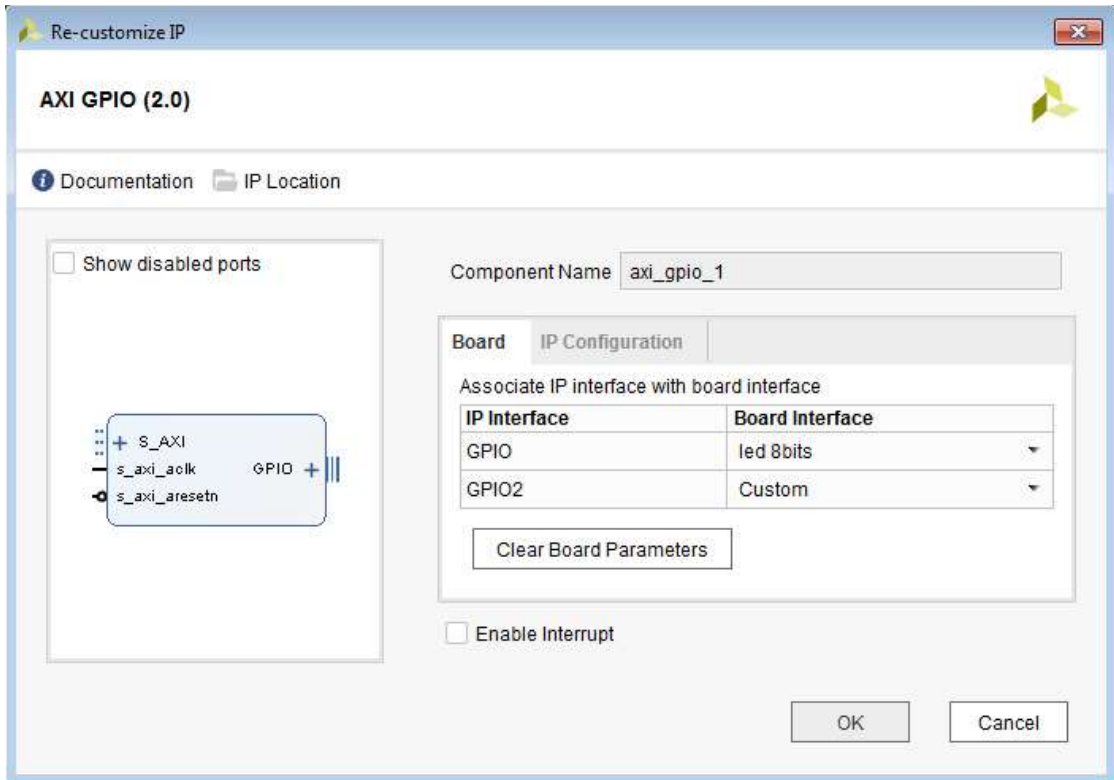 Re-customize IP
AXI GPIO (2.0)
Documentation IP Location
Show disabled ports
S_AXI
s_axi_aclk
s_axi_aresetn
GPIO
Component Name axi_gpio_1
Board IP Configuration
Associate IP interface with board interface
IP Interface Board Interface
GPIO led 8bits
GPIO2 Custom
Clear Board Parameters
Enable Interrupt
OK Cancel